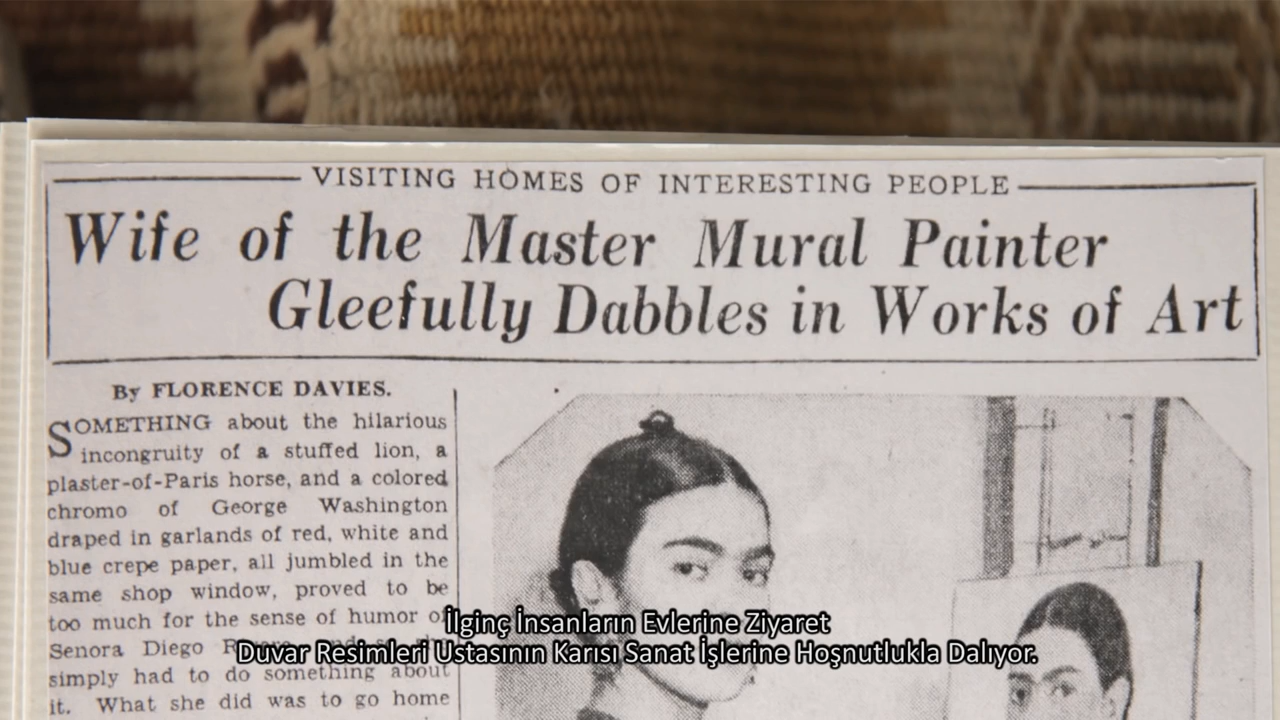 VISITING HOMES OF INTERESTING PEOPLE
Wife of the Master Mural Painter
Gleefully Dabbles in Works of Art
By FLORENCE DAVIES.
SOMETHING about the hilarious
incongruity of a stuffed lion, a
plaster-of-Paris horse, and a colored
chromo of George Washington
draped in garlands of red, white and
blue crepe paper, all jumbled in the
same shop window, proved to be
too much for the sense of humor of
Senora Diego
simply had to do something about
it. What she did was to go home
İlginç İnsanların Evlerine Ziyaret
Duvar Resimleri Ustasının Karısı Sanat İşlerine Hoşnutlukla Dalıyor.